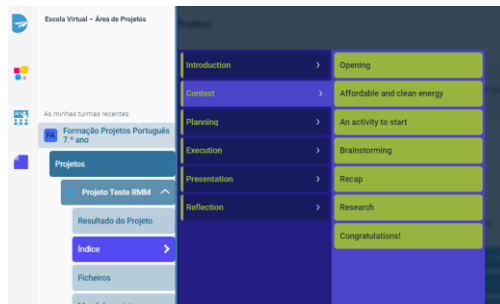 Escola Virtual – Área de Projetos
As minhas turmas recentes
FA
Formação Projetos Português
7.º ano
Projetos
Projeto Teste RMM
Resultado do Projeto
Índice
Ficheiros
Introduction
Context
Planning
Execution
Presentation
Reflection
Opening
Affordable and clean energy
An activity to start
Brainstorming
Recap
Research
Congratulations!